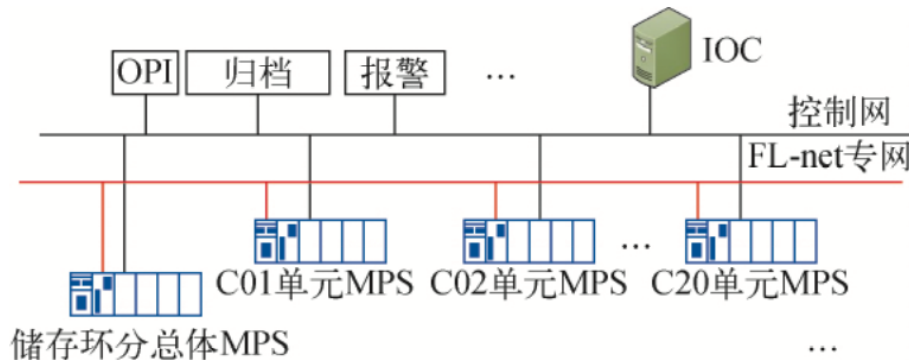 OPI
归档
报警
...
IOC
控制网
FL-net专网
C01单元MPS
C02单元MPS
...
C20单元MPS
储存环分总体MPS
...